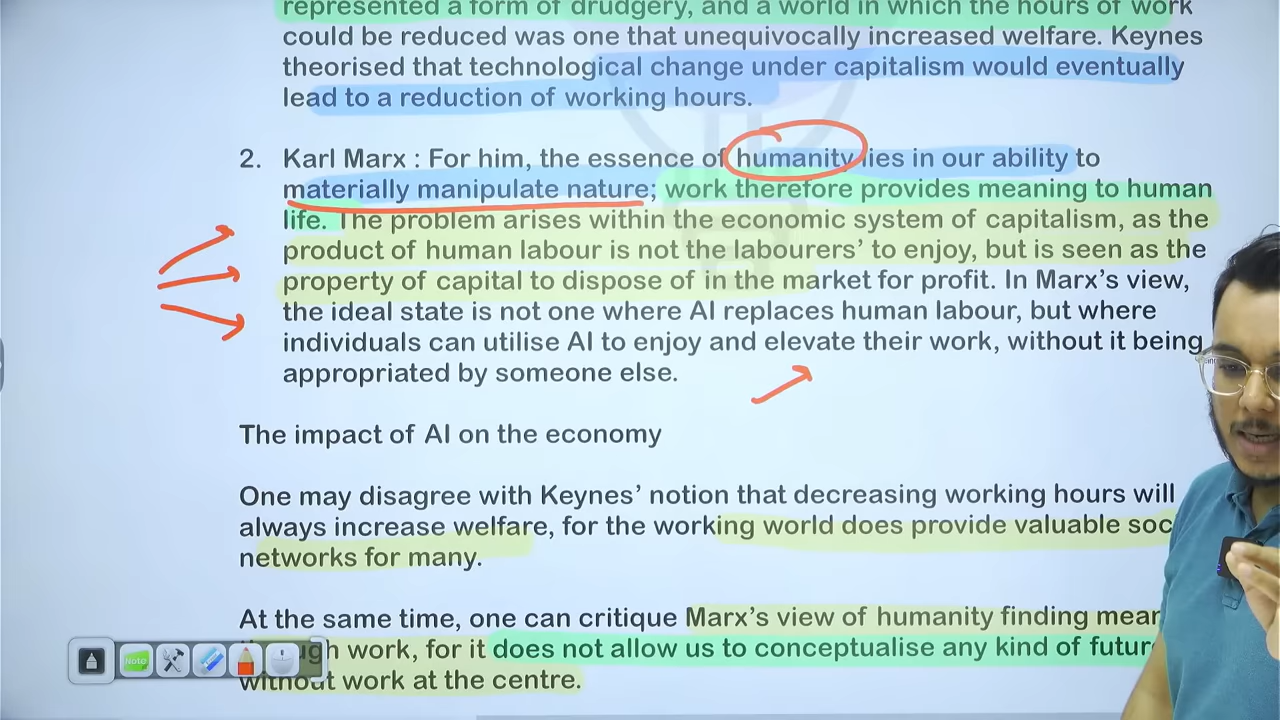 represented a form of drudgery, and a world in which the hours of work
could be reduced was one that unequivocally increased welfare. Keynes
theorised that technological change under capitalism would eventually
lead to a reduction of working hours.
2. Karl Marx : For him, the essence of humanity lies in our ability to
materially manipulate nature; work therefore provides meaning to human
life. The problem arises within the economic system of capitalism, as the
product of human labour is not the labourers’ to enjoy, but is seen as the
property of capital to dispose of in the market for profit. In Marx’s view,
the ideal state is not one where AI replaces human labour, but where
individuals can utilise AI to enjoy and elevate their work, without it being
appropriated by someone else.
The impact of AI on the economy
One may disagree with Keynes’ notion that decreasing working hours will
always increase welfare, for the working world does provide valuable soc
networks for many.
At the same time, one can critique Marx’s view of humanity finding mean
ugh work, for it does not allow us to conceptualise any kind of futur
without work at the centre.
Note